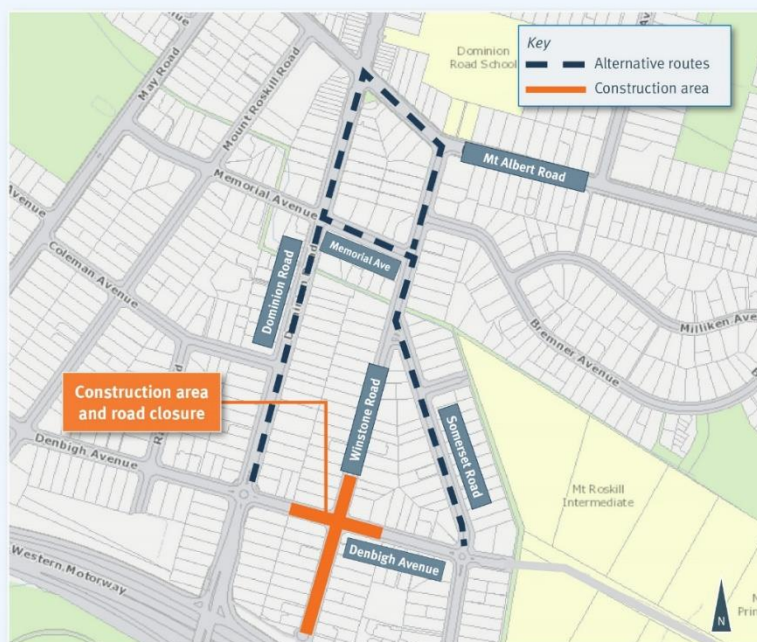 Key
Alternative routes
Construction area
Dominion
Road School
May Road
Mount Roskill Road
Mt Albert Road
Memorial Avenue
Memorial Ave
Avenue
Coleman Avenue
Dominion Road
Milliken Ave
Bremner Avenue
Construction area
and road closure
Winstone Road
Somerset Road
Denbigh Avenue
Mt Roskill
Intermediate
Denbigh Avenue
Western Motorway
Prim
N